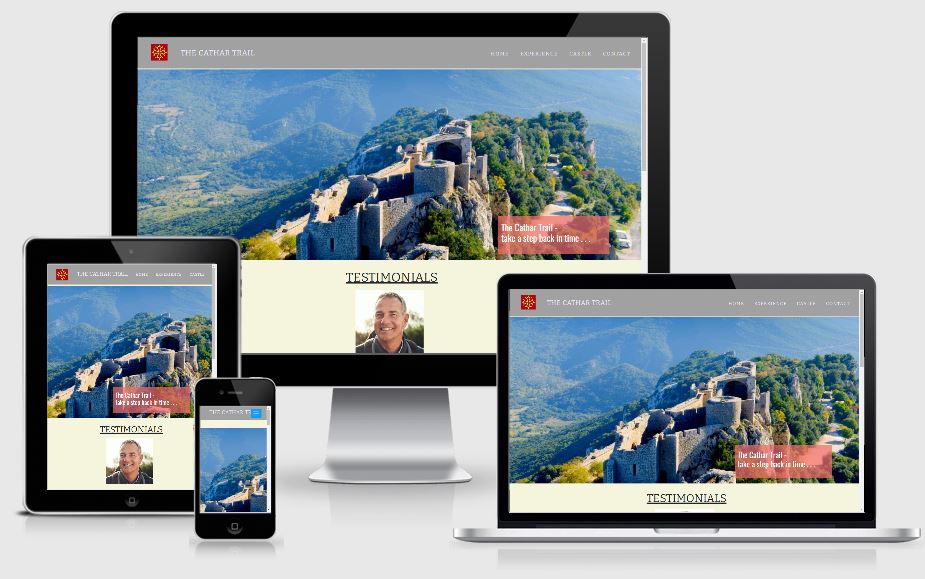 THE CATHAR TRAIL
HOME EXPERIENCE CASTLE CONTACT
The Cathar Trail -
take a step back in time . . .
TESTIMONIALS
THE CATHAR TRAIL
HOME EXPERIENCE CASTLE
The Cathar Trail -
take a step back in time . . .
TESTIMONIALS
THE CATHAR
THE CATHAR TRAIL
HOME EXPERIENCE CASTLE CONTACT
The Cathar Trail -
take a step back in time . . .
TESTIMONIALS